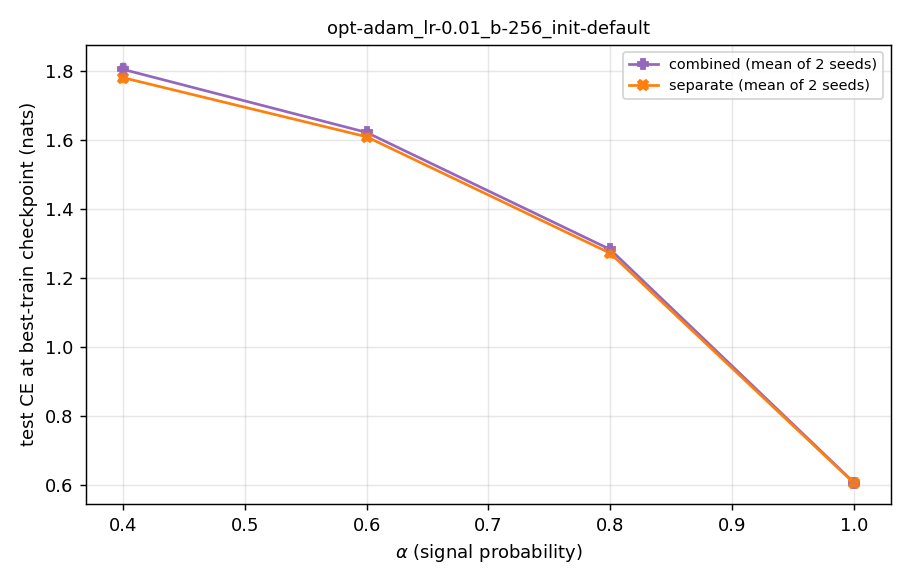 opt-adam_lr-0.01_b-256_init-default
combined (mean of 2 seeds)
separate (mean of 2 seeds)
test CE at best-train checkpoint (nats)
1.8
1.6
1.4
1.2
1.0
0.8
0.6
0.4
0.5
0.6
0.7
0.8
0.9
1.0
α (signal probability)